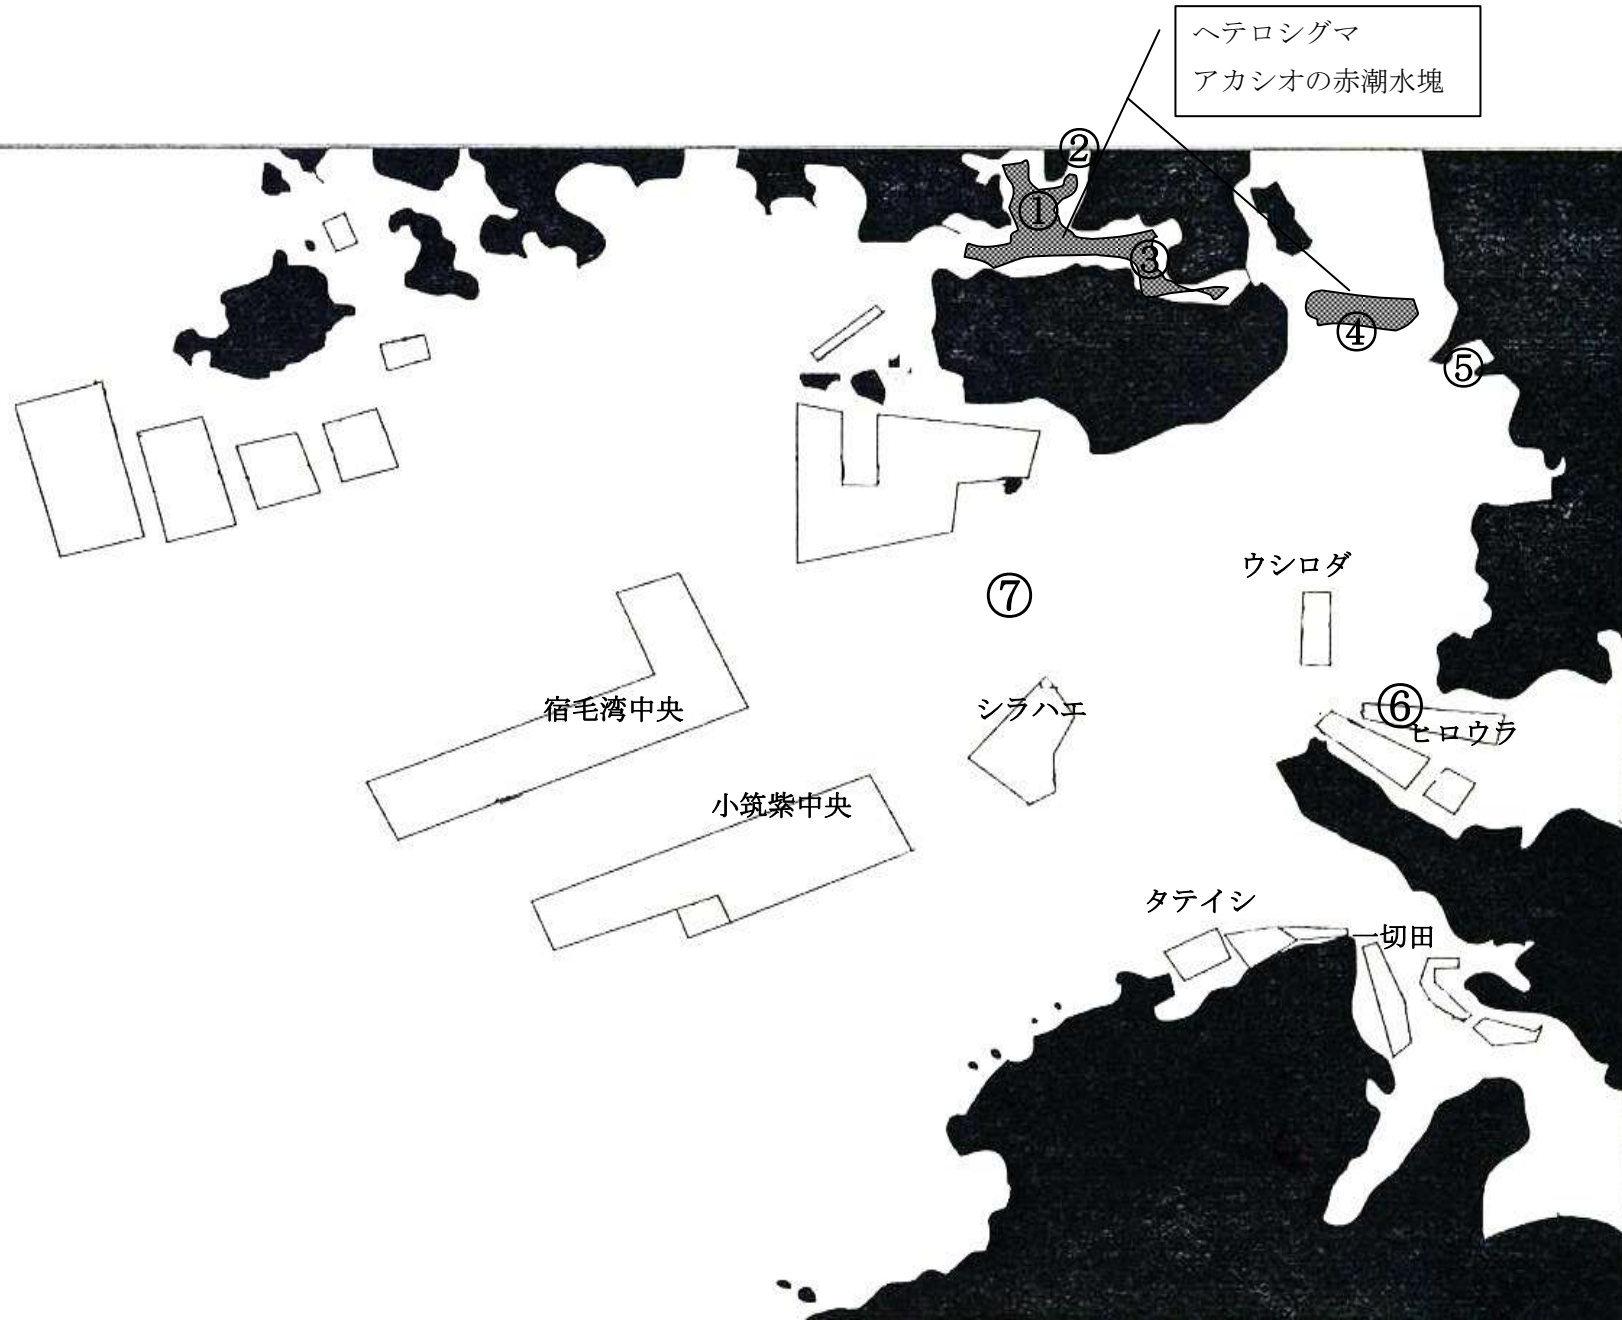 ヘテロシグマ
アカシオの赤潮水塊
②
①
③
④
⑤
ウシロダ
⑦
宿毛湾中央
シラハエ
⑥
ヒロウラ
小筑紫中央
タテイシ
一切田